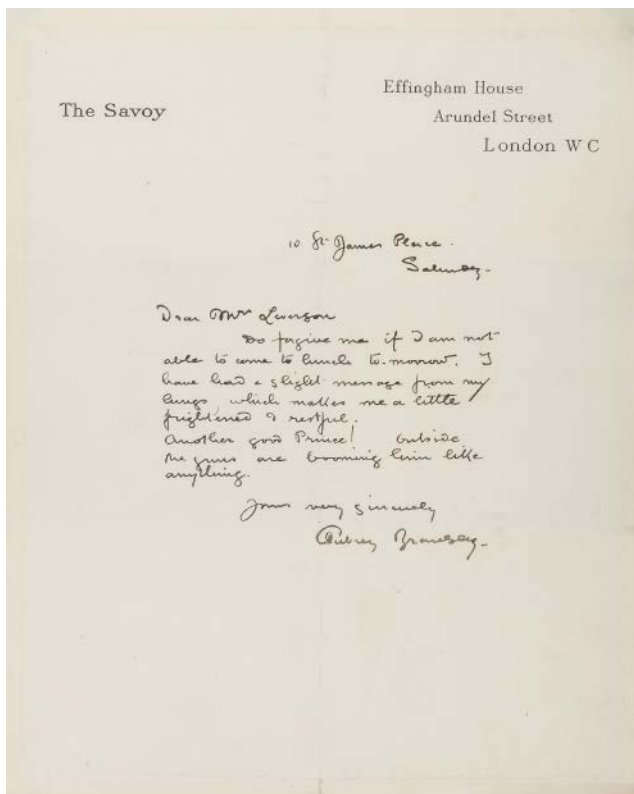 The Savoy
Effingham House
Arundel Street
London W C
10 St. James Place.
Saturday.
Dear Mrs Leverson
Do forgive me if I am not
able to come to lunch to-morrow. I
have had a slight message from my
lungs, which makes me a little
frightened & restful.
Another good Prince! Outside
the guns are booming him like
anything.
Yours very sincerely
Aubrey Beardsley.